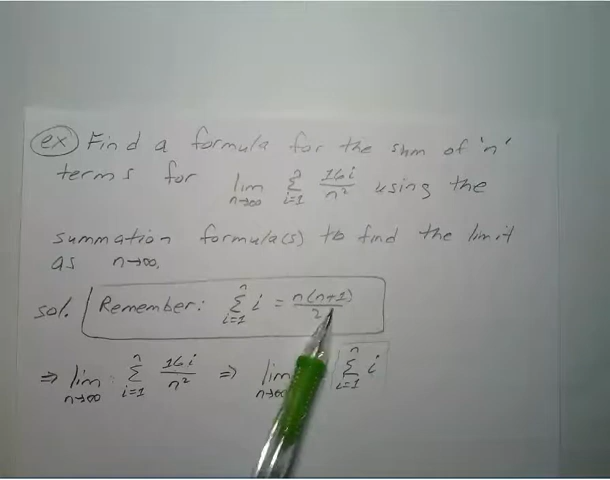 ex Find a formula for the sum of 'n'
terms for lim n→∞ n Σ i=1 16i/n² using the
summation formula(s) to find the limit
as n→∞.
sol. Remember: n Σ i=1 i = n(n+1)/2
⇒ lim n→∞ n Σ i=1 16i/n² ⇒ lim n→∞ n Σ i=1 i